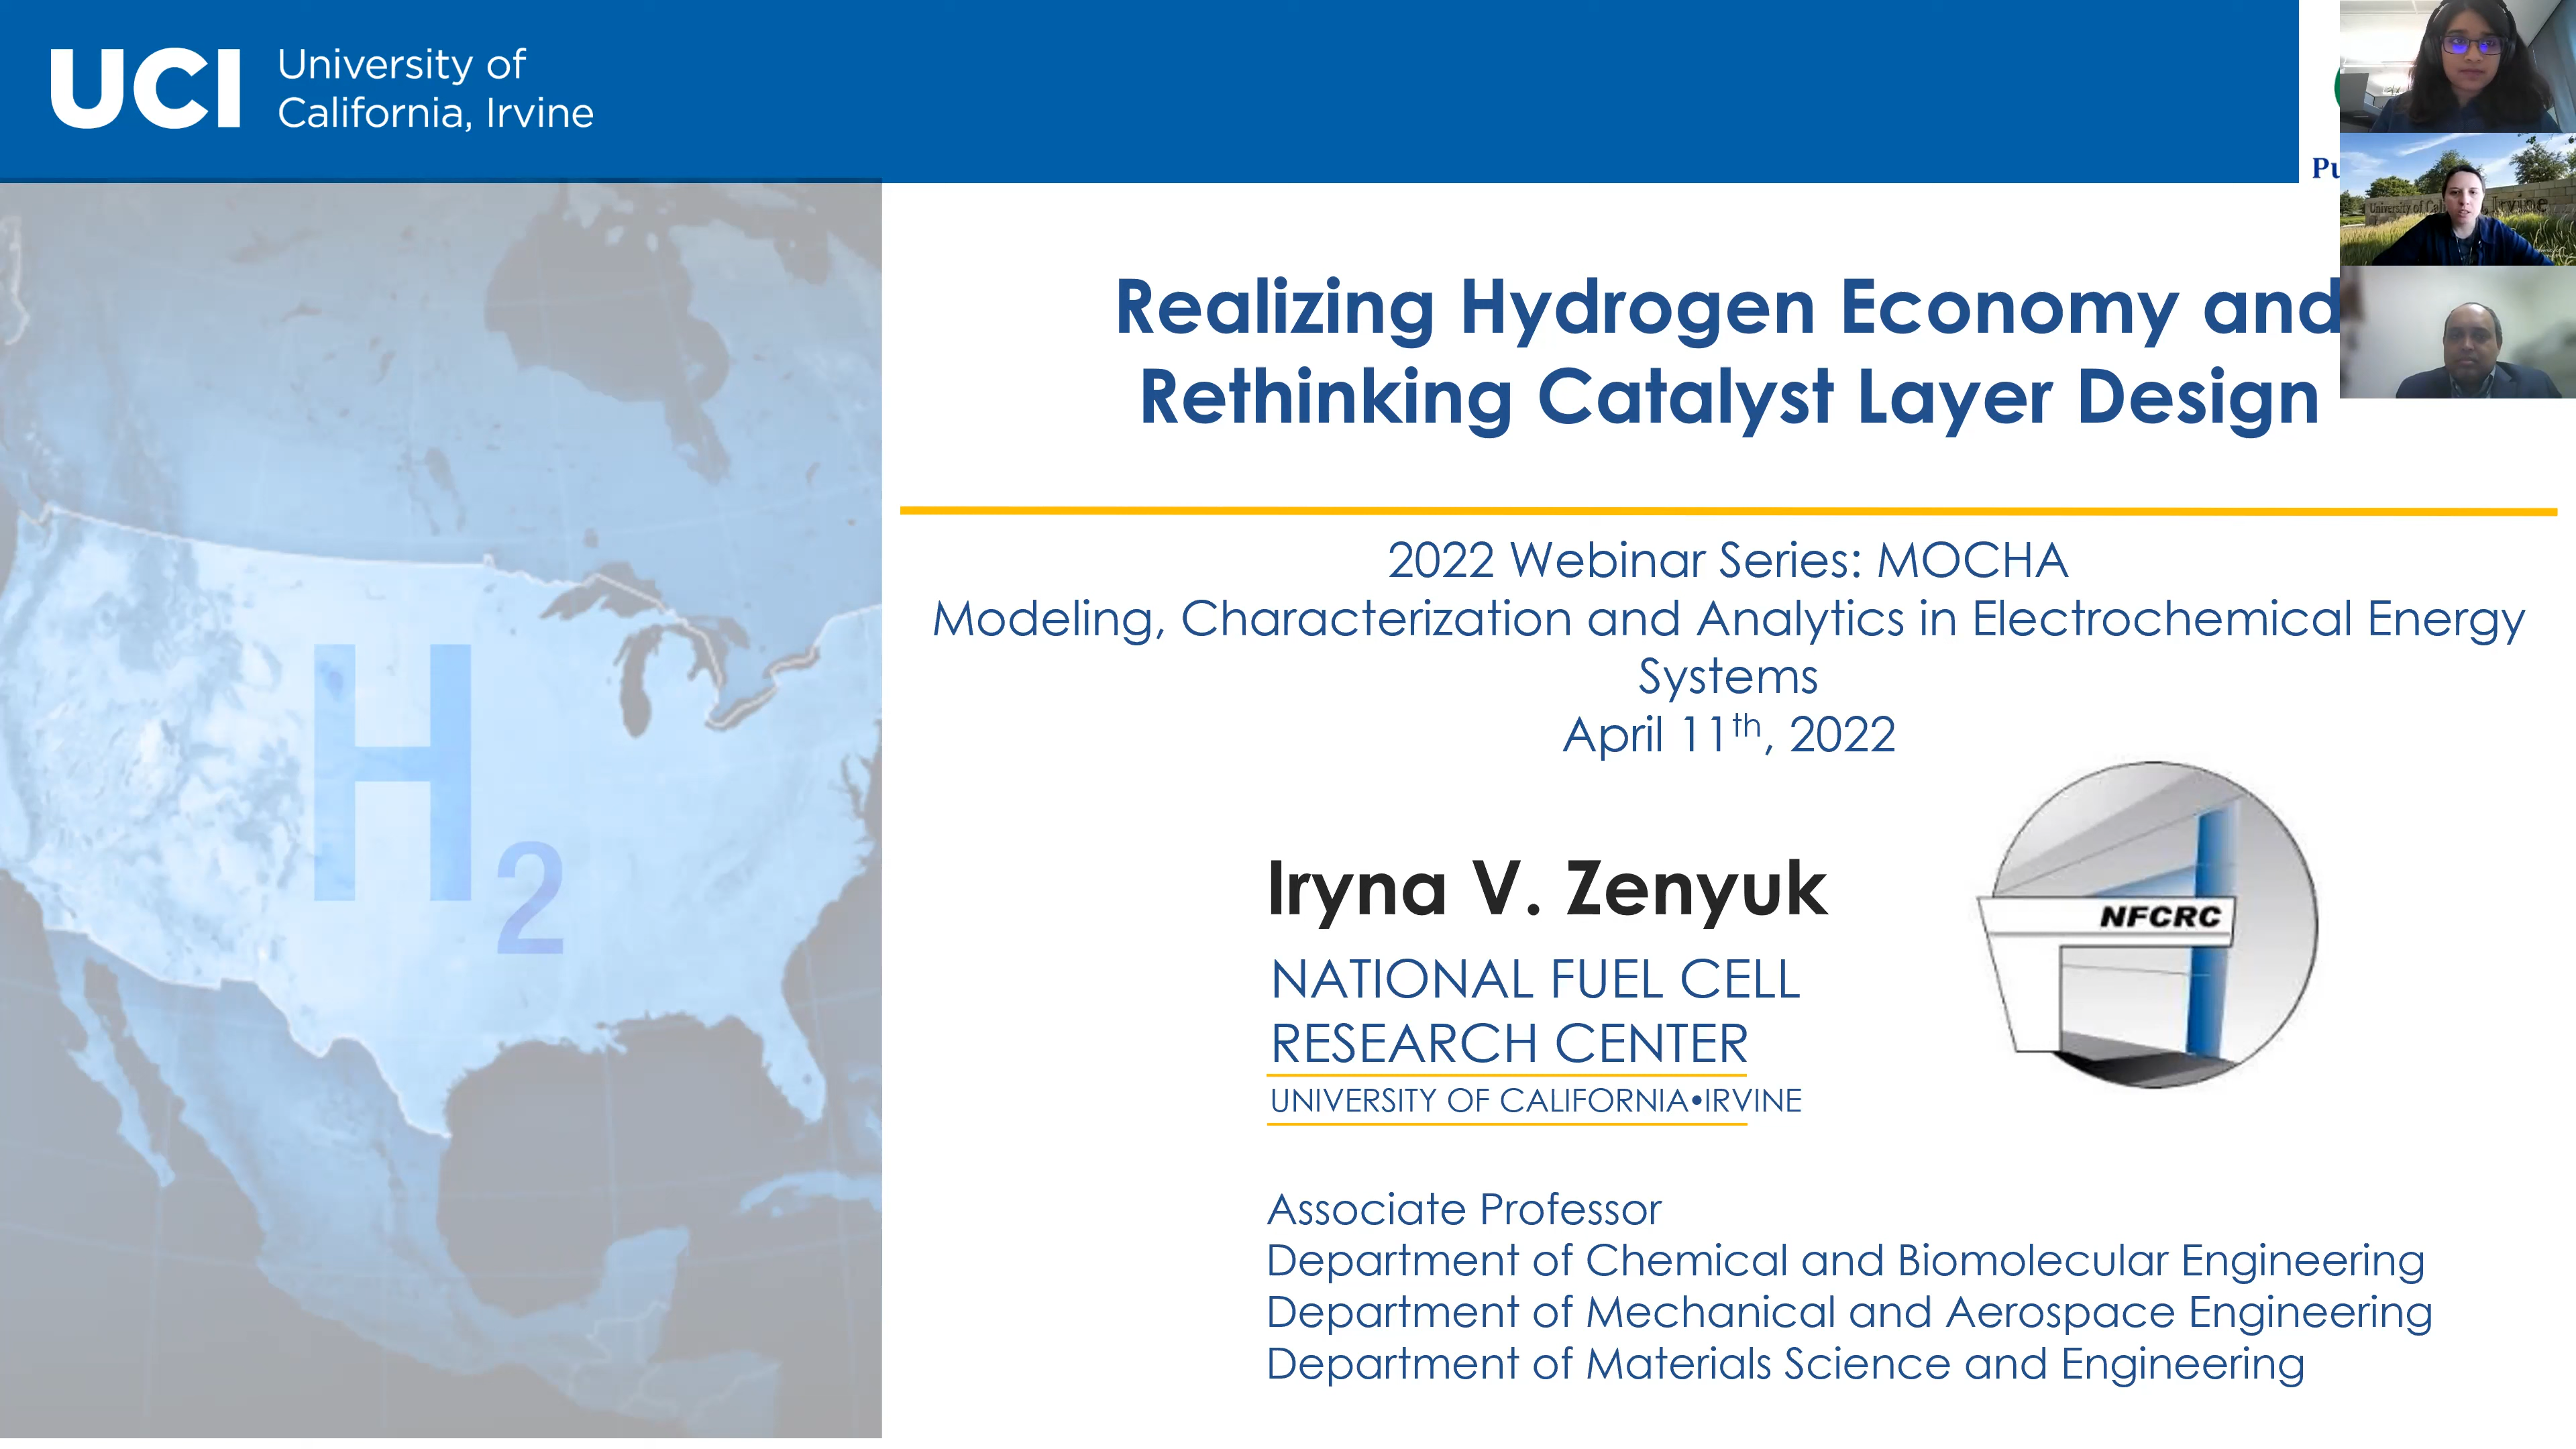 UCI
University of
California, Irvine
Realizing Hydrogen Economy and
Rethinking Catalyst Layer Design
2022 Webinar Series: MOCHA
Modeling, Characterization and Analytics in Electrochemical Energy
Systems
April 11th, 2022
H2
Iryna V. Zenyuk
NFCRC
NATIONAL FUEL CELL
RESEARCH CENTER
UNIVERSITY OF CALIFORNIA•IRVINE
Associate Professor
Department of Chemical and Biomolecular Engineering
Department of Mechanical and Aerospace Engineering
Department of Materials Science and Engineering